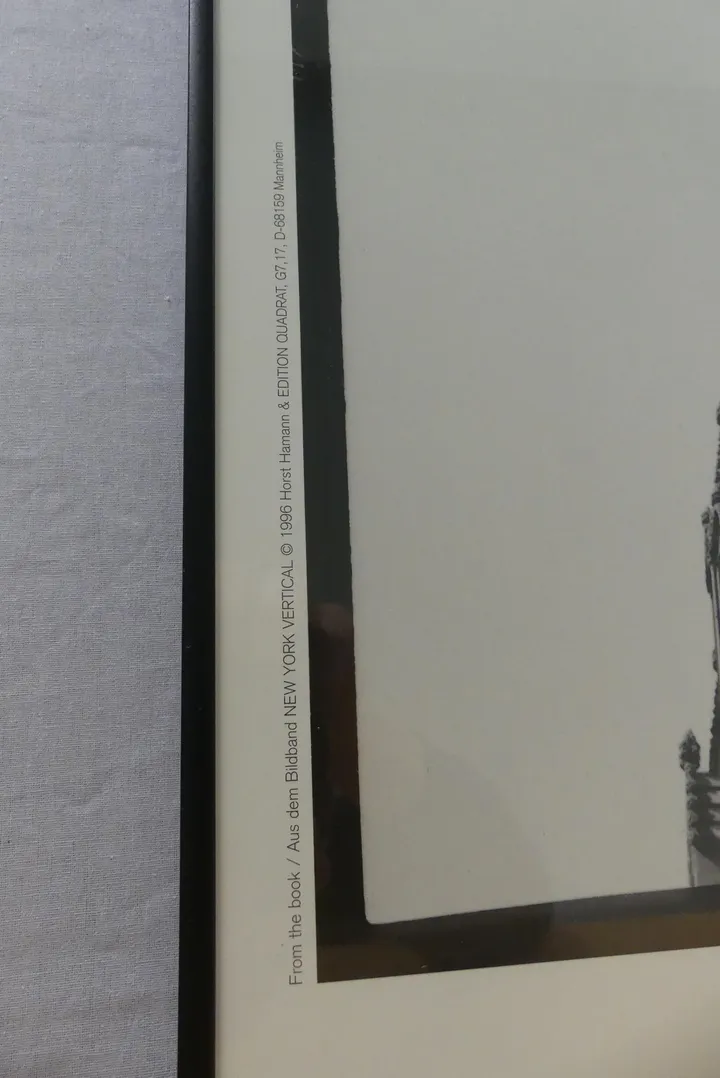 From the book / Aus dem Bildband NEW YORK VERTICAL © 1996 Horst Hamann & EDITION QUADRAT, G7,17, D-68159 Mannheim